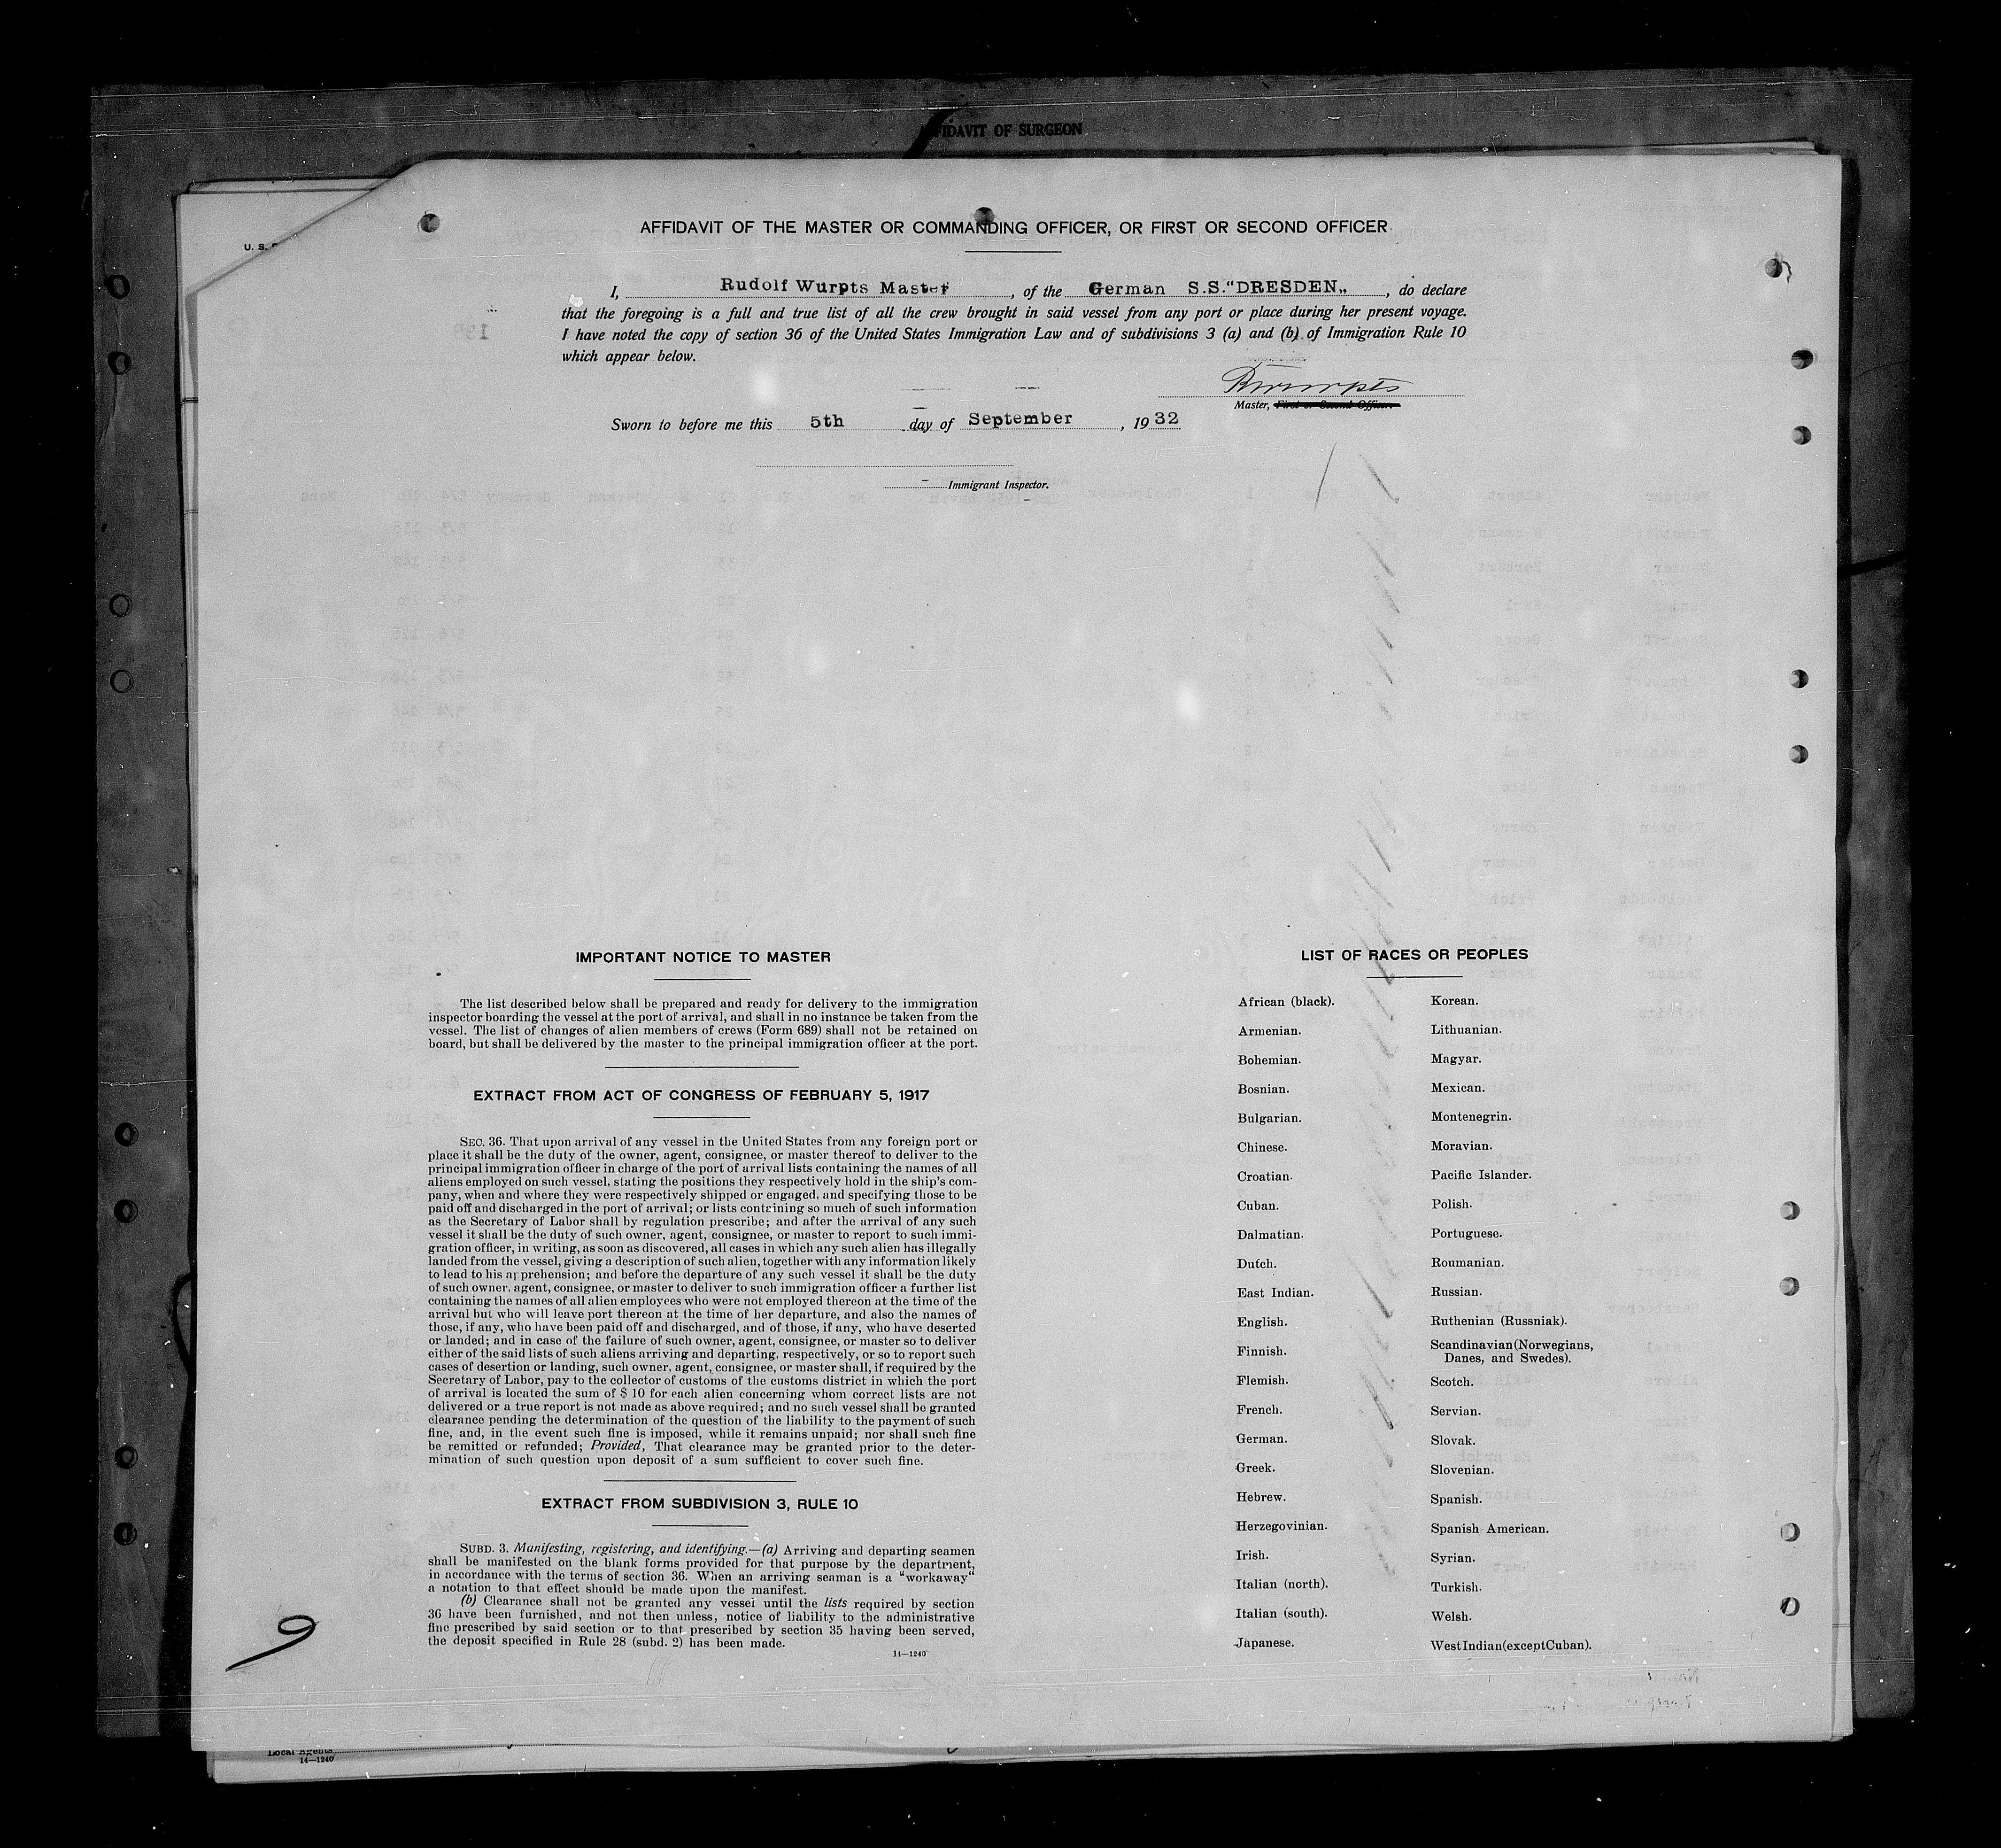 AFFIDAVIT OF SURGEON
U. S.
AFFIDAVIT OF THE MASTER OR COMMANDING OFFICER, OR FIRST OR SECOND OFFICER
I, Rudolf Wurpts Master, of the German S.S."DRESDEN„, do declare
that the foregoing is a full and true list of all the crew brought in said vessel from any port or place during her present voyage.
I have noted the copy of section 36 of the United States Immigration Law and of subdivisions 3 (a) and (b) of Immigration Rule 10
which appear below.
RWurpts
Master, First or Second Officer.
Sworn to before me this 5th day of September, 1932
Immigrant Inspector.
IMPORTANT NOTICE TO MASTER
The list described below shall be prepared and ready for delivery to the immigration
inspector boarding the vessel at the port of arrival, and shall in no instance be taken from the
vessel. The list of changes of alien members of crews (Form 689) shall not be retained on
board, but shall be delivered by the master to the principal immigration officer at the port.
EXTRACT FROM ACT OF CONGRESS OF FEBRUARY 5, 1917
SEC. 36. That upon arrival of any vessel in the United States from any foreign port or
place it shall be the duty of the owner, agent, consignee, or master thereof to deliver to the
principal immigration officer in charge of the port of arrival lists containing the names of all
aliens employed on such vessel, stating the positions they respectively hold in the ship's com-
pany, when and where they were respectively shipped or engaged, and specifying those to be
paid off and discharged in the port of arrival; or lists containing so much of such information
as the Secretary of Labor shall by regulation prescribe; and after the arrival of any such
vessel it shall be the duty of such owner, agent, consignee, or master to report to such immi-
gration officer, in writing, as soon as discovered, all cases in which any such alien has illegally
landed from the vessel, giving a description of such alien, together with any information likely
to lead to his apprehension; and before the departure of any such vessel it shall be the duty
of such owner, agent, consignee, or master to deliver to such immigration officer a further list
containing the names of all alien employees who were not employed thereon at the time of the
arrival but who will leave port thereon at the time of her departure, and also the names of
those, if any, who have been paid off and discharged, and of those, if any, who have deserted
or landed; and in case of the failure of such owner, agent, consignee, or master so to deliver
either of the said lists of such aliens arriving and departing, respectively, or so to report such
cases of desertion or landing, such owner, agent, consignee, or master shall, if required by the
Secretary of Labor, pay to the collector of customs of the customs district in which the port
of arrival is located the sum of $ 10 for each alien concerning whom correct lists are not
delivered or a true report is not made as above required; and no such vessel shall be granted
clearance pending the determination of the question of the liability to the payment of such
fine, and, in the event such fine is imposed, while it remains unpaid; nor shall such fine
be remitted or refunded; Provided, That clearance may be granted prior to the deter-
mination of such question upon deposit of a sum sufficient to cover such fine.
EXTRACT FROM SUBDIVISION 3, RULE 10
SUBD. 3. Manifesting, registering, and identifying.—(a) Arriving and departing seamen
shall be manifested on the blank forms provided for that purpose by the department,
in accordance with the terms of section 36. When an arriving seaman is a "workaway"
a notation to that effect should be made upon the manifest.
(b) Clearance shall not be granted any vessel until the lists required by section
36 have been furnished, and not then unless, notice of liability to the administrative
fine prescribed by said section or to that prescribed by section 35 having been served,
the deposit specified in Rule 28 (subd. 2) has been made.
14—1240
LIST OF RACES OR PEOPLES
African (black).
Armenian.
Bohemian.
Bosnian.
Bulgarian.
Chinese.
Croatian.
Cuban.
Dalmatian.
Dutch.
East Indian.
English.
Finnish.
Flemish.
French.
German.
Greek.
Hebrew.
Herzegovinian.
Irish.
Italian (north).
Italian (south).
Japanese.
Korean.
Lithuanian.
Magyar.
Mexican.
Montenegrin.
Moravian.
Pacific Islander.
Polish.
Portuguese.
Roumanian.
Russian.
Ruthenian (Russniak).
Scandinavian (Norwegians,
Danes, and Swedes).
Scotch.
Servian.
Slovak.
Slovenian.
Spanish.
Spanish American.
Syrian.
Turkish.
Welsh.
West Indian (except Cuban).
9
Local Agents
14—1240